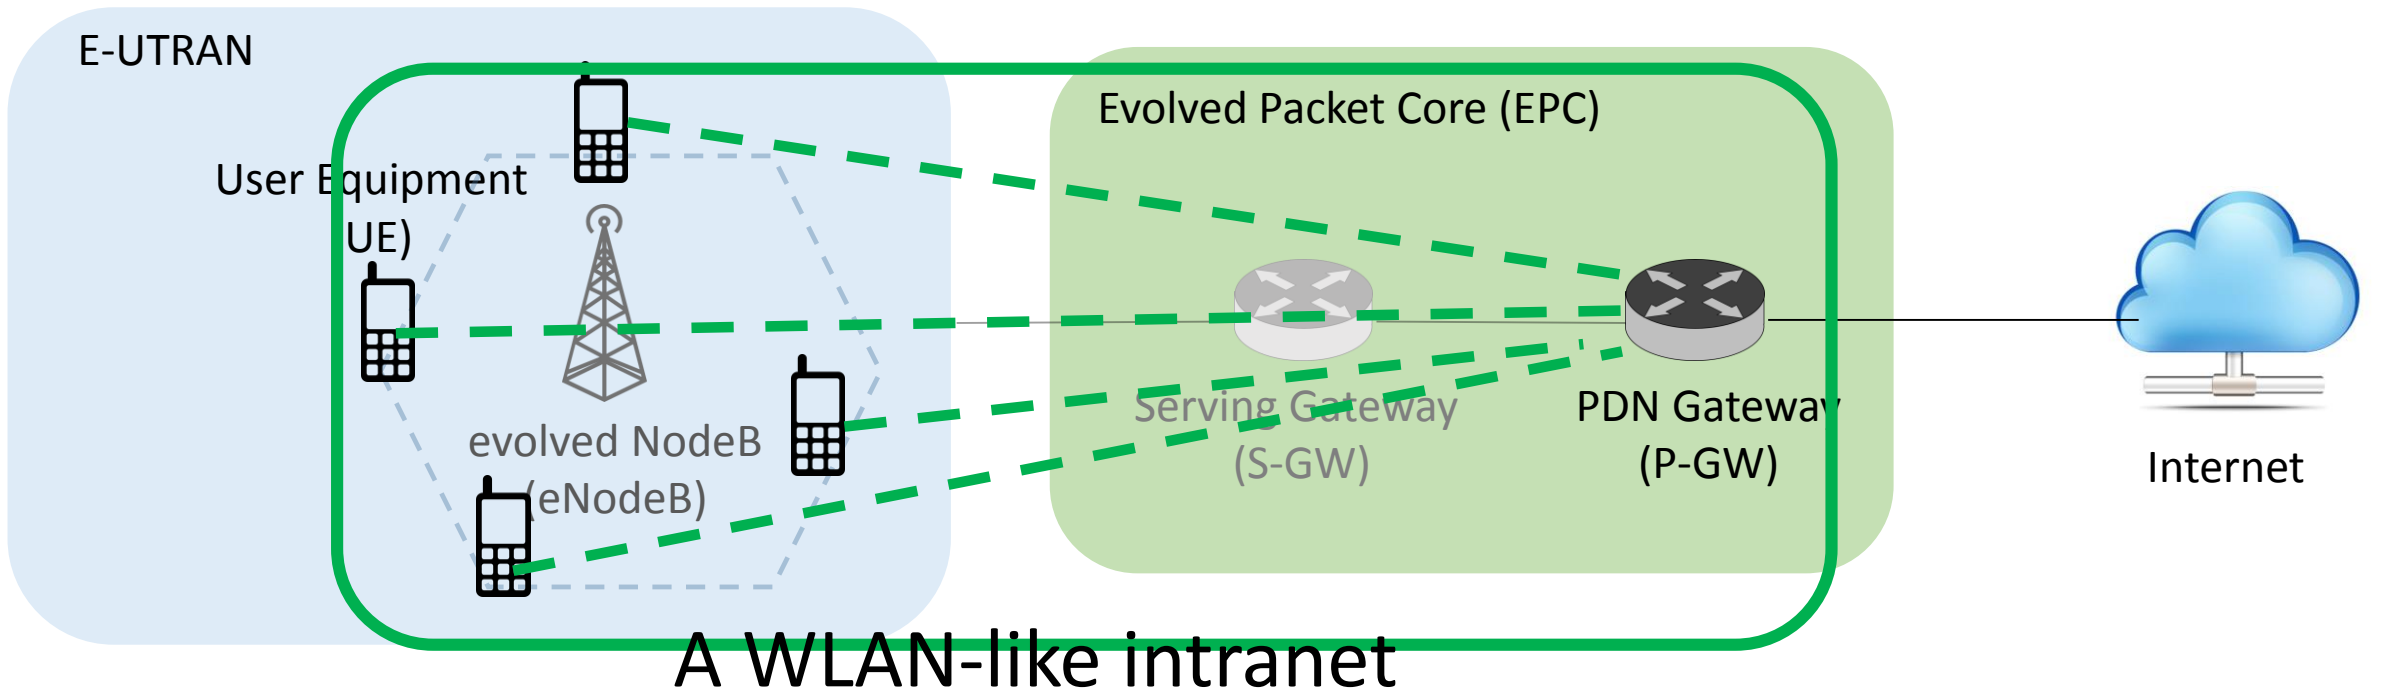 E-UTRAN
Evolved Packet Core (EPC)
User Equipment
UE)
evolved NodeB
(eNodeB)
Serving Gateway
(S-GW)
PDN Gateway
(P-GW)
Internet
A WLAN-like intranet